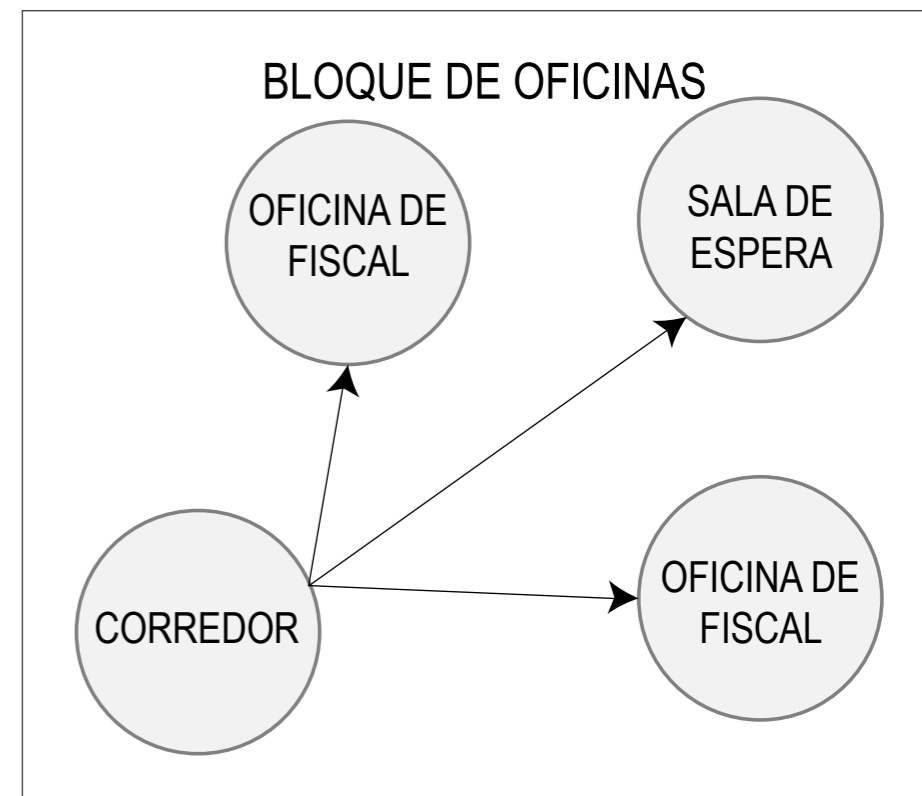 BLOQUE DE OFICINAS
OFICINA DE
FISCAL
SALA DE
ESPERA
CORREDOR
OFICINA DE
FISCAL